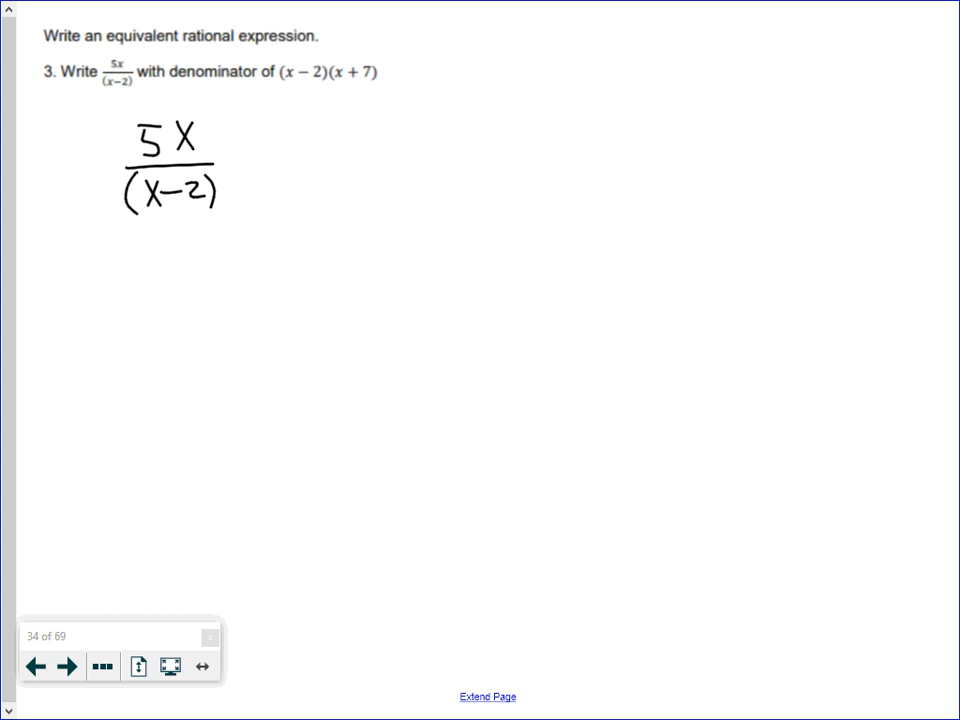 Write an equivalent rational expression.
3. Write 5x/(x−2) with denominator of (x − 2)(x + 7)
5x
(x−2)
34 of 69
Extend Page